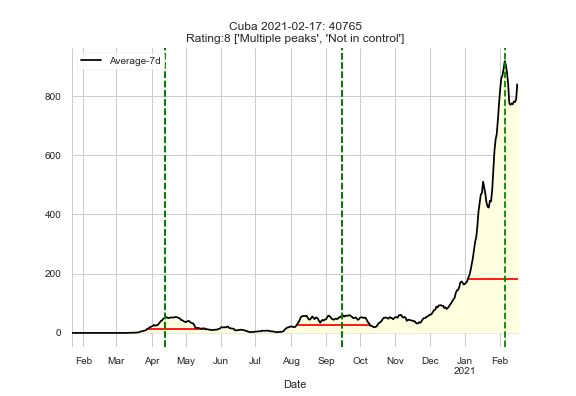 Cuba 2021-02-17: 40765
Rating:8 ['Multiple peaks', 'Not in control']
Average-7d
800
600
400
200
0
Feb Mar Apr May Jun Jul Aug Sep Oct Nov Dec Jan Feb
2021
Date